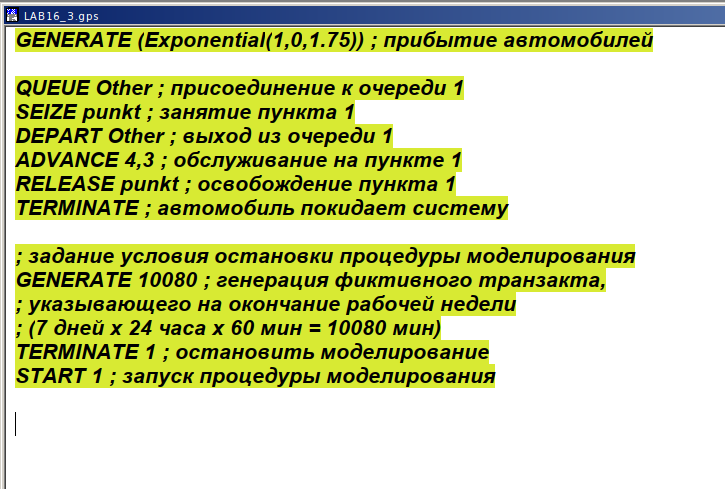 LAB16_3.gps
GENERATE (Exponential(1,0,1.75)) ; прибытие автомобилей
QUEUE Other ; присоединение к очереди 1
SEIZE punkt ; занятие пункта 1
DEPART Other ; выход из очереди 1
ADVANCE 4,3 ; обслуживание на пункте 1
RELEASE punkt ; освобождение пункта 1
TERMINATE ; автомобиль покидает систему
; задание условия остановки процедуры моделирования
GENERATE 10080 ; генерация фиктивного транзакта,
; указывающего на окончание рабочей недели
; (7 дней х 24 часа х 60 мин = 10080 мин)
TERMINATE 1 ; остановить моделирование
START 1 ; запуск процедуры моделирования